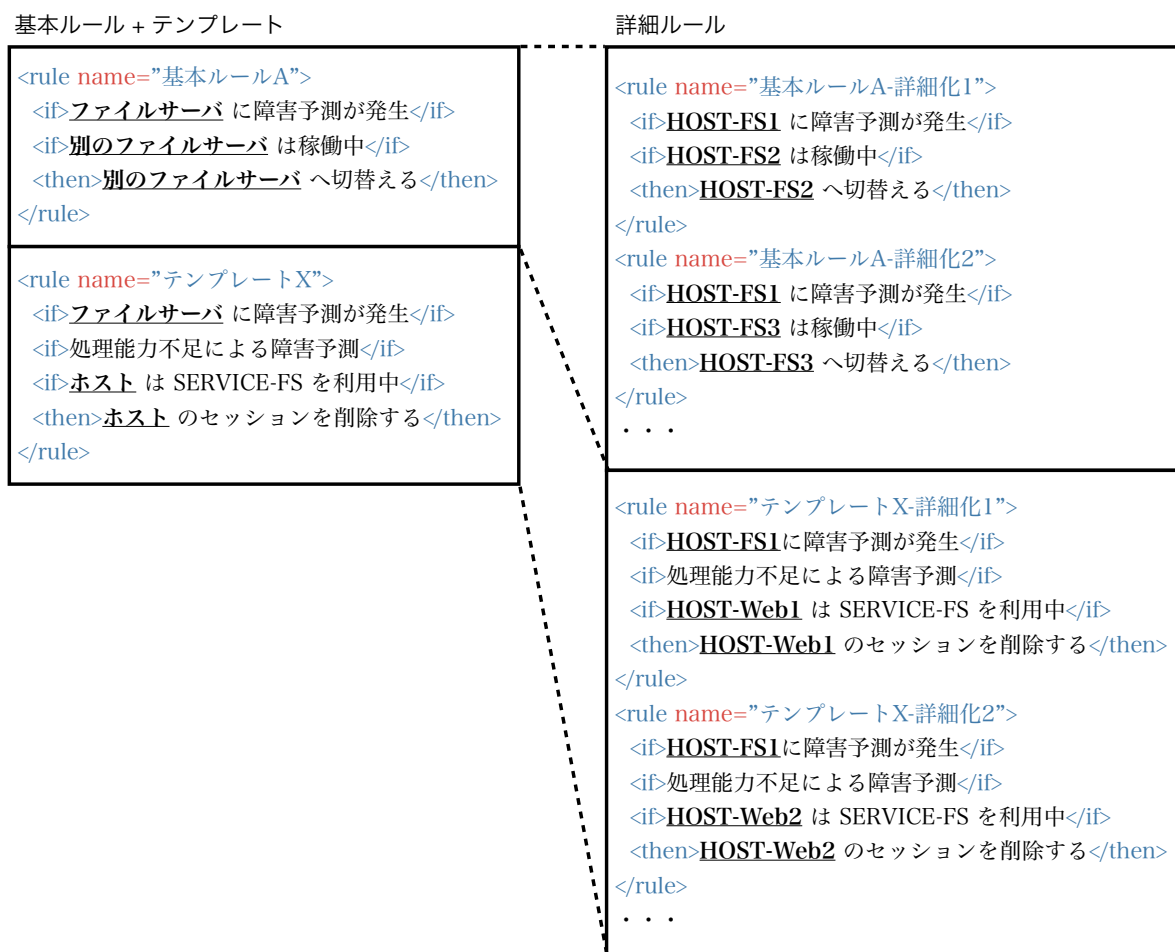 基本ルール + テンプレート
<rule name="基本ルールA”>
<if>ファイルサーバ に障害予測が発生</if>
<if>別のファイルサーバ は稼働中</if>
<then>別のファイルサーバ へ切替える</then>
</rule>
<rule name=”テンプレートX”>
<if>ファイルサーバ に障害予測が発生</if>
<if>処理能力不足による障害予測</if>
<if>ホスト は SERVICE-FS を利用中</if>
<then>ホスト のセッションを削除する</then>
</rule>
詳細ルール
<rule name=”基本ルールA-詳細化1”>
<if>HOST-FS1 に障害予測が発生</if>
<if>HOST-FS2 は稼働中</if>
<then>HOST-FS2 へ切替える</then>
</rule>
<rule name=”基本ルールA-詳細化2”>
<if>HOST-FS1 に障害予測が発生</if>
<if>HOST-FS3 は稼働中</if>
<then>HOST-FS3 へ切替える</then>
</rule>
・・・
<rule name=”テンプレートX-詳細化1”>
<if>HOST-FS1に障害予測が発生</if>
<if>処理能力不足による障害予測</if>
<if>HOST-Web1 は SERVICE-FS を利用中</if>
<then>HOST-Web1 のセッションを削除する</then>
</rule>
<rule name=”テンプレートX-詳細化2”>
<if>HOST-FS1に障害予測が発生</if>
<if>処理能力不足による障害予測</if>
<if>HOST-Web2 は SERVICE-FS を利用中</if>
<then>HOST-Web2 のセッションを削除する</then>
</rule>
・・・